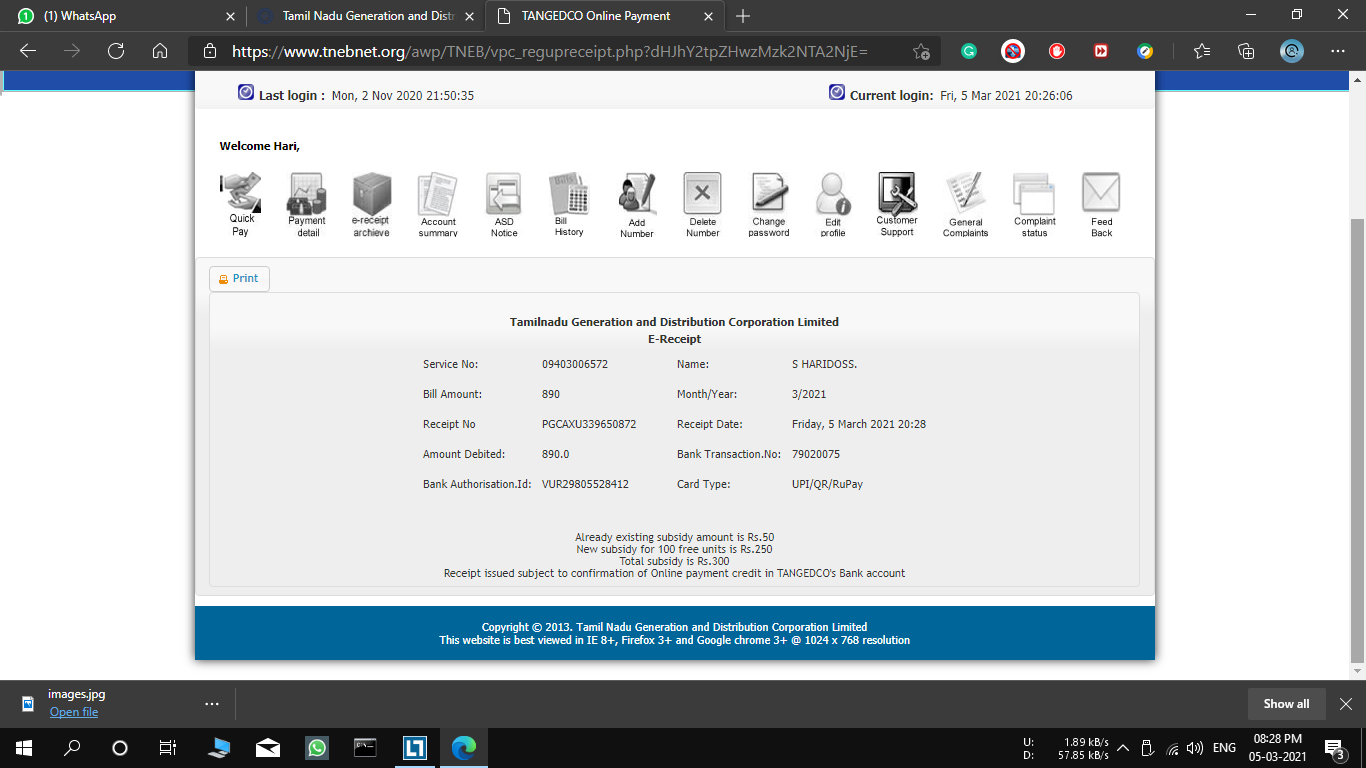 (1) WhatsApp
Tamil Nadu Generation and Distr
TANGEDCO Online Payment
https://www.tnebnet.org/awp/TNEB/vpc_regupreceipt.php?dHJhY2tpZHwzMzk2NTA2NjE=
Last login : Mon, 2 Nov 2020 21:50:35
Current login: Fri, 5 Mar 2021 20:26:06
Welcome Hari,
Quick Pay
Payment detail
e-receipt archieve
Account summary
ASD Notice
Bill History
Add Number
Delete Number
Change password
Edit profile
Customer Support
General Complaints
Complaint status
Feed Back
Print
Tamilnadu Generation and Distribution Corporation Limited
E-Receipt
Service No: 09403006572 Name: S HARIDOSS.
Bill Amount: 890 Month/Year: 3/2021
Receipt No PGCAXU339650872 Receipt Date: Friday, 5 March 2021 20:28
Amount Debited: 890.0 Bank Transaction.No: 79020075
Bank Authorisation.Id: VUR29805528412 Card Type: UPI/QR/RuPay
Already existing subsidy amount is Rs.50
New subsidy for 100 free units is Rs.250
Total subsidy is Rs.300
Receipt issued subject to confirmation of Online payment credit in TANGEDCO's Bank account
Copyright © 2013. Tamil Nadu Generation and Distribution Corporation Limited
This website is best viewed in IE 8+, Firefox 3+ and Google chrome 3+ @ 1024 x 768 resolution
images.jpg
Open file
Show all
U: 1.89 kB/s
D: 57.85 kB/s
ENG
08:28 PM
05-03-2021
3